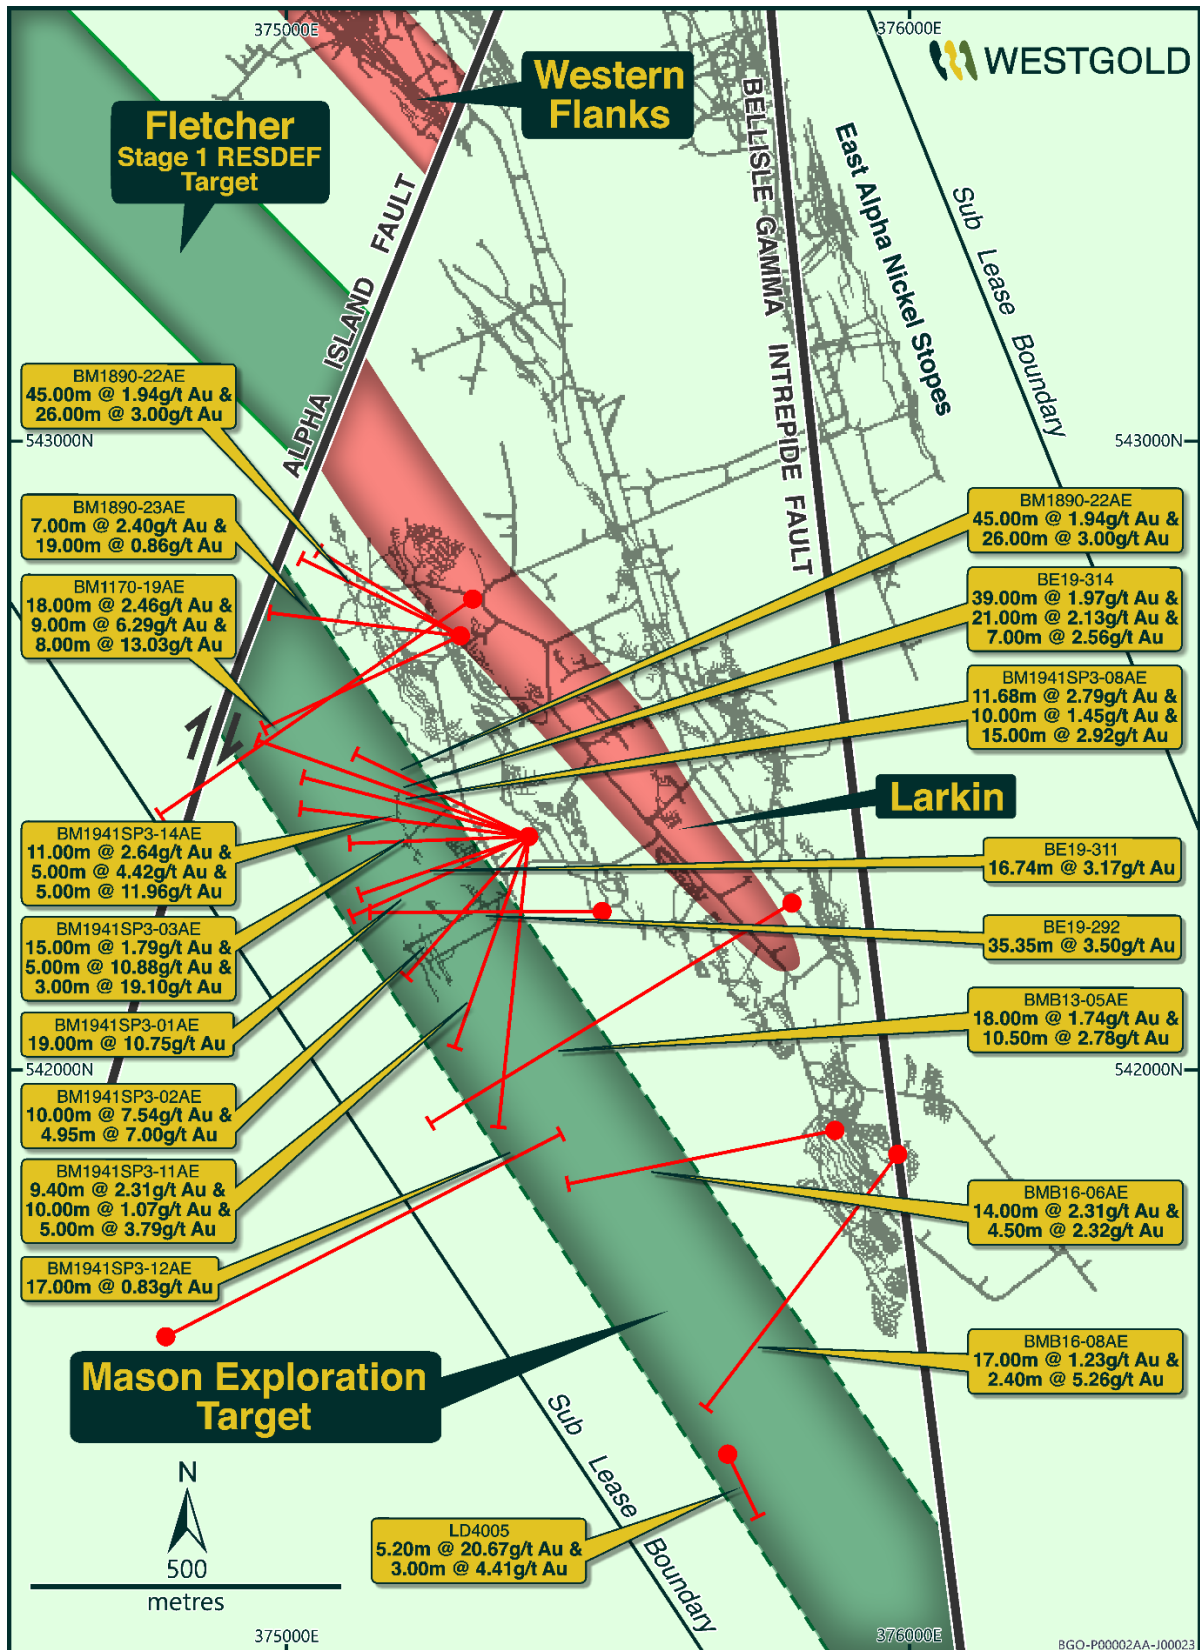 375000E
376000E
WESTGOLD
Western
Flanks
Fletcher
Stage 1 RESDEF
Target
ALPHA ISLAND FAULT
BELLISLE GAMMA INTREPIDE FAULT
East Alpha Nickel Stopes
Sub Lease Boundary
BM1890-22AE
45.00m @ 1.94g/t Au &
26.00m @ 3.00g/t Au
543000N
543000N
BM1890-23AE
7.00m @ 2.40g/t Au &
19.00m @ 0.86g/t Au
BM1170-19AE
18.00m @ 2.46g/t Au
9.00m @ 6.29g/t Au &
8.00m @ 13.03g/t Au
BM1890-22AE
45.00m @ 1.94g/t Au &
26.00m @ 3.00g/t Au
BE19-314
39.00m @ 1.97g/t Au &
21.00m @ 2.13g/t Au &
7.00m @ 2.56g/t Au
BM1941SP3-08AE
11.68m @ 2.79g/t Au &
10.00m @ 1.45g/t Au &
15.00m @ 2.92g/t Au
Larkin
BM1941SP3-14AE
11.00m @ 2.64g/t Au &
5.00m @ 4.42g/t Au &
5.00m @ 11.96g/t Au
BE19-311
16.74m @ 3.17g/t Au
BM1941SP3-03AE
15.00m @ 1.79g/t Au &
5.00m @ 10.88g/t Au &
3.00m @ 19.10g/t Au
BE19-292
35.35m @ 3.50g/t Au
BM1941SP3-01AE
19.00m @ 10.75g/t Au
BMB13-05AE
18.00m @ 1.74g/t Au &
10.50m @ 2.78g/t Au
542000N
542000N
BM1941SP3-02AE
10.00m @ 7.54g/t Au &
4.95m @ 7.00g/t Au
BM1941SP3-11AE
9.40m @ 2.31g/t Au &
10.00m @ 1.07g/t Au &
5.00m @ 3.79g/t Au
BMB16-06AE
14.00m @ 2.31g/t Au &
4.50m @ 2.32g/t Au
BM1941SP3-12AE
17.00m @ 0.83g/t Au
BMB16-08AE
17.00m @ 1.23g/t Au &
2.40m @ 5.26g/t Au
Mason Exploration
Target
Sub Lease Boundary
N
500
metres
LD4005
5.20m @ 20.67g/t Au &
3.00m @ 4.41g/t Au
375000E
376000E
BGO-P00002AA-J00023